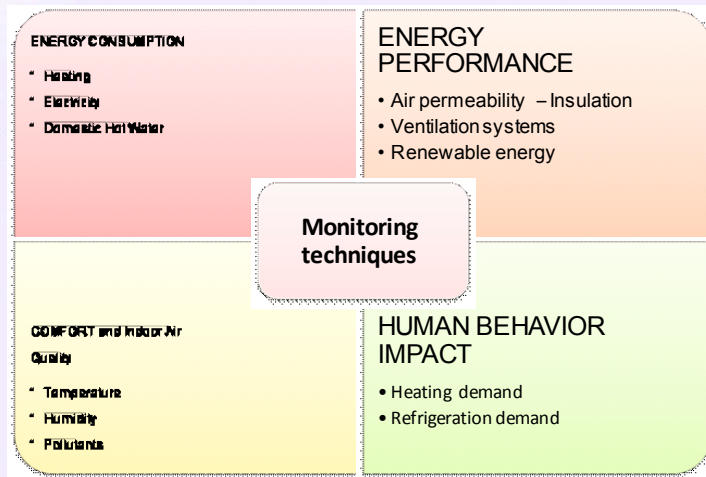 ENERGY CONSUMPTION
• Heating
• Electricity
• Domestic Hot Water
ENERGY
PERFORMANCE
• Air permeability – Insulation
• Ventilation systems
• Renewable energy
Monitoring
techniques
COMFORT and Indoor Air
Quality
• Temperature
• Humidity
• Pollutants
HUMAN BEHAVIOR
IMPACT
• Heating demand
• Refrigeration demand